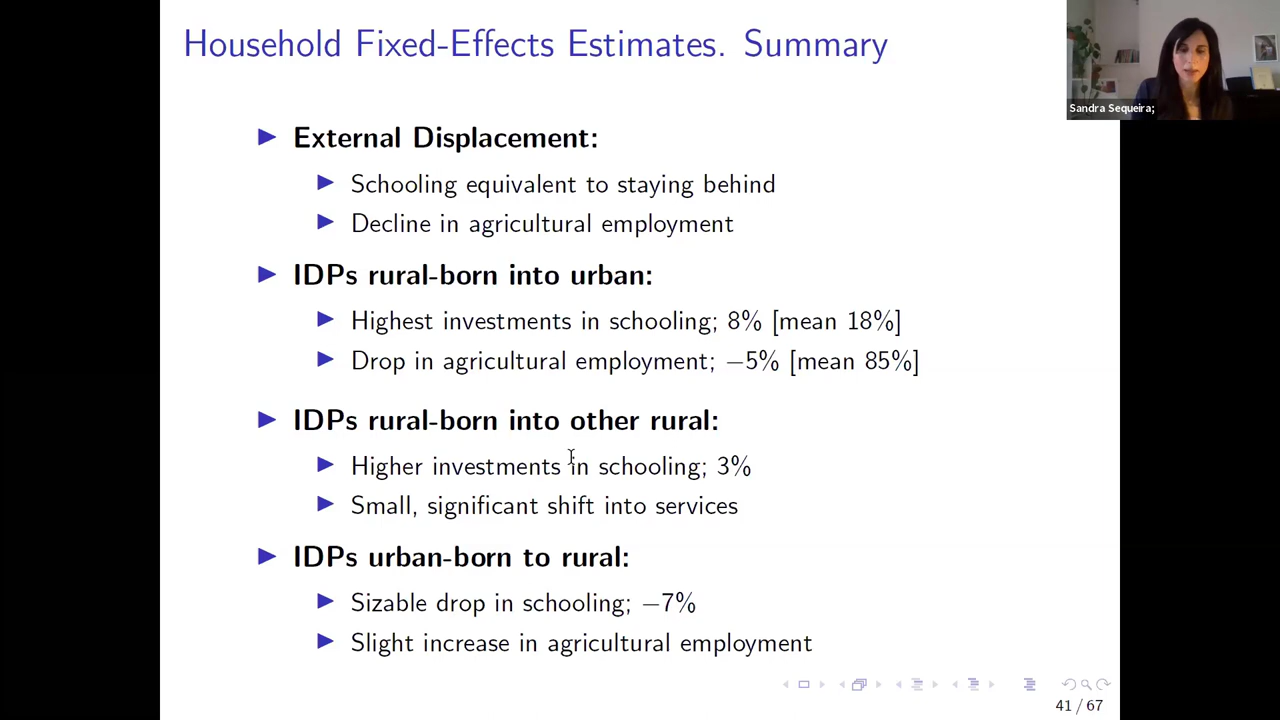 Household Fixed-Effects Estimates. Summary
Sandra Sequeira;
External Displacement:
Schooling equivalent to staying behind
Decline in agricultural employment
IDPs rural-born into urban:
Highest investments in schooling; 8% [mean 18%]
Drop in agricultural employment; −5% [mean 85%]
IDPs rural-born into other rural:
Higher investments in schooling; 3%
Small, significant shift into services
IDPs urban-born to rural:
Sizable drop in schooling; −7%
Slight increase in agricultural employment
41 / 67